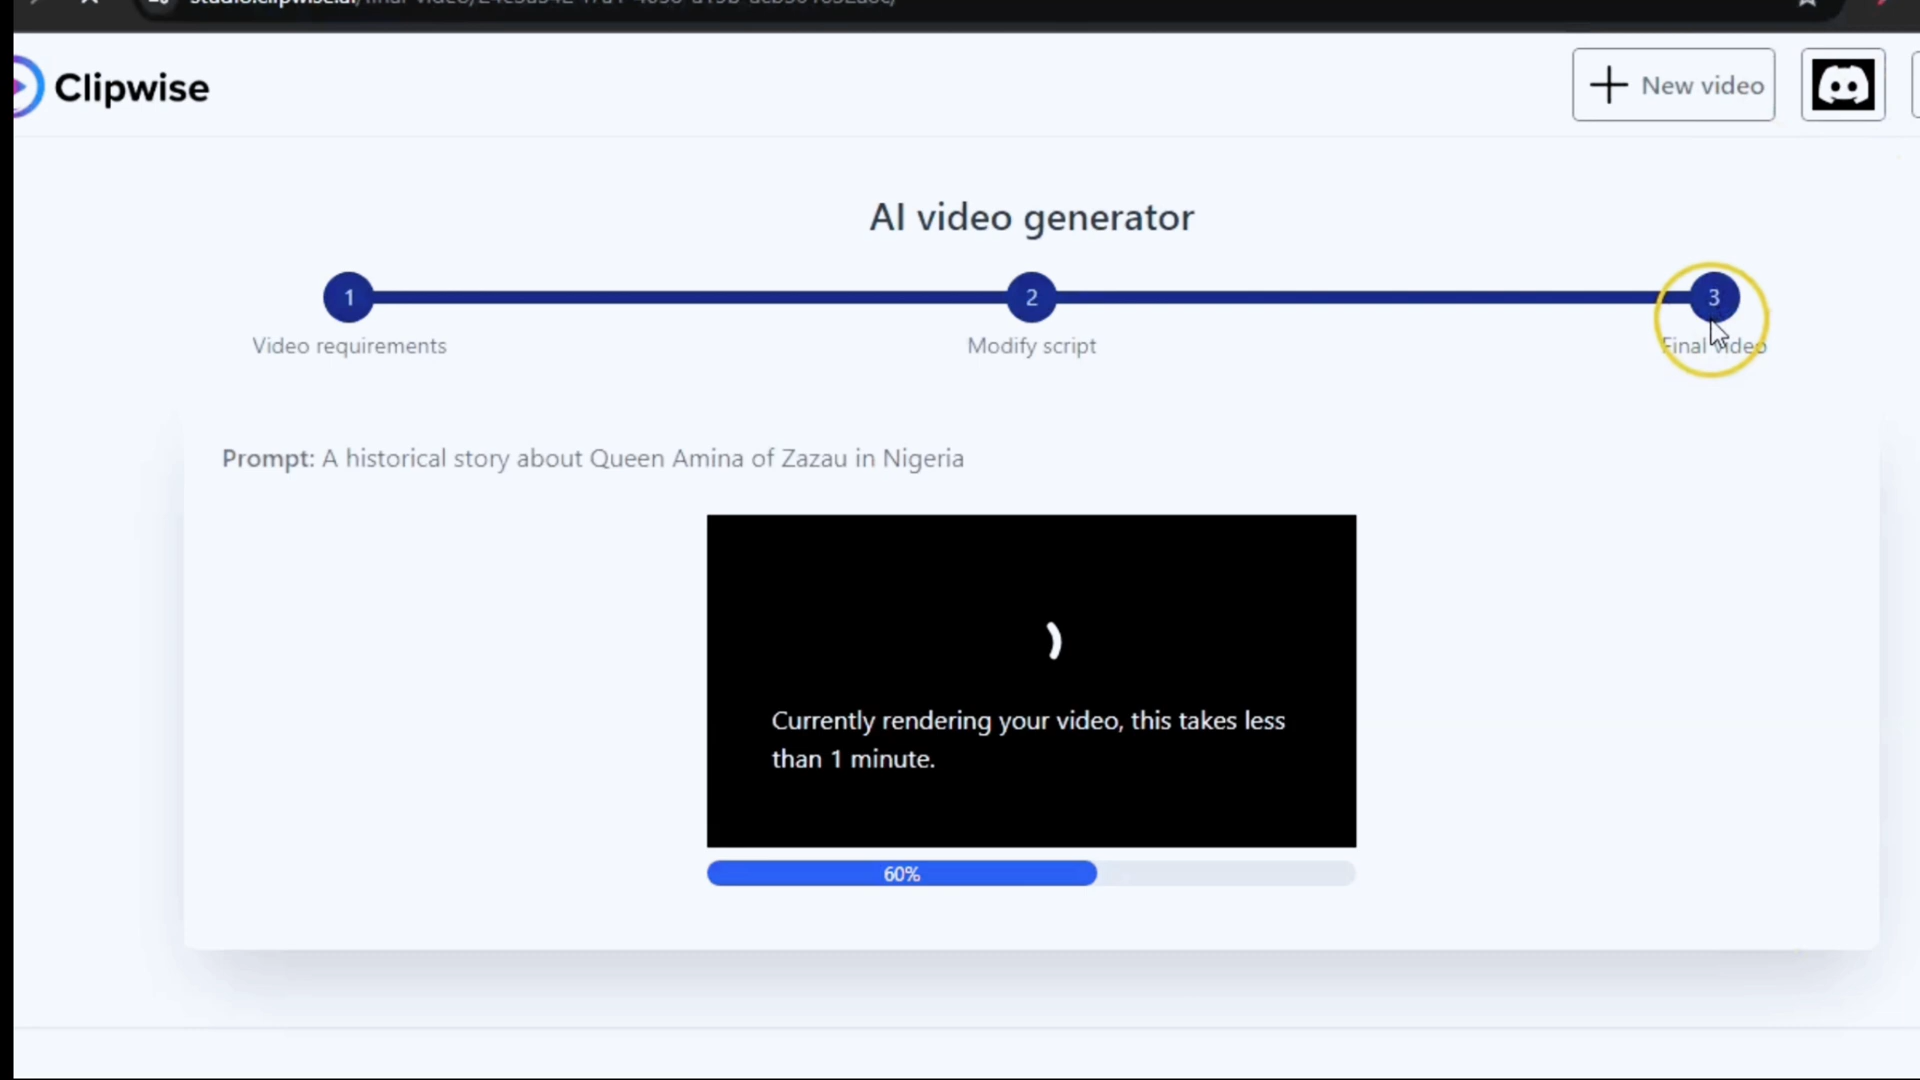 Clipwise
New video
AI video generator
1
2
3
Video requirements
Modify script
Final video
Prompt: A historical story about Queen Amina of Zazau in Nigeria
Currently rendering your video, this takes less
than 1 minute.
60%